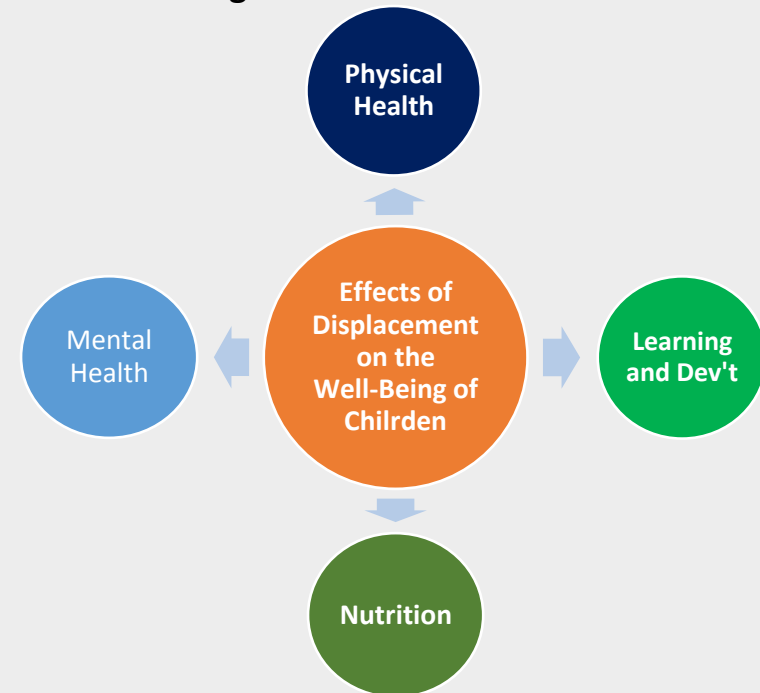 Physical
Health
Effects of
Displacement
on the
Well-Being of
Chilrden
Mental
Health
Learning
and Dev't
Nutrition